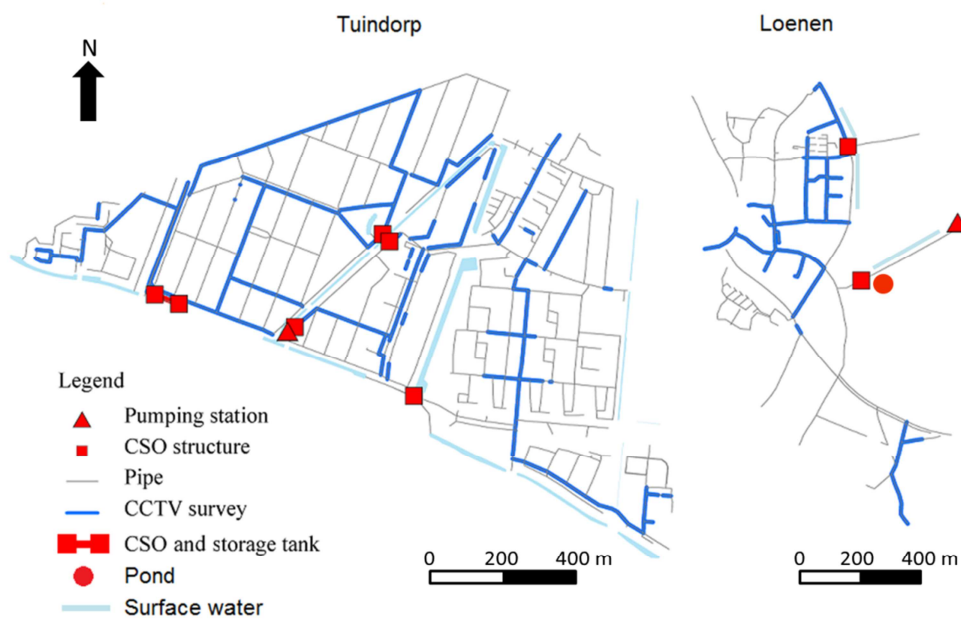 Tuindorp
Loenen
N
Legend
Pumping station
CSO structure
Pipe
CCTV survey
CSO and storage tank
Pond
Surface water
0 200 400 m
0 200 400 m